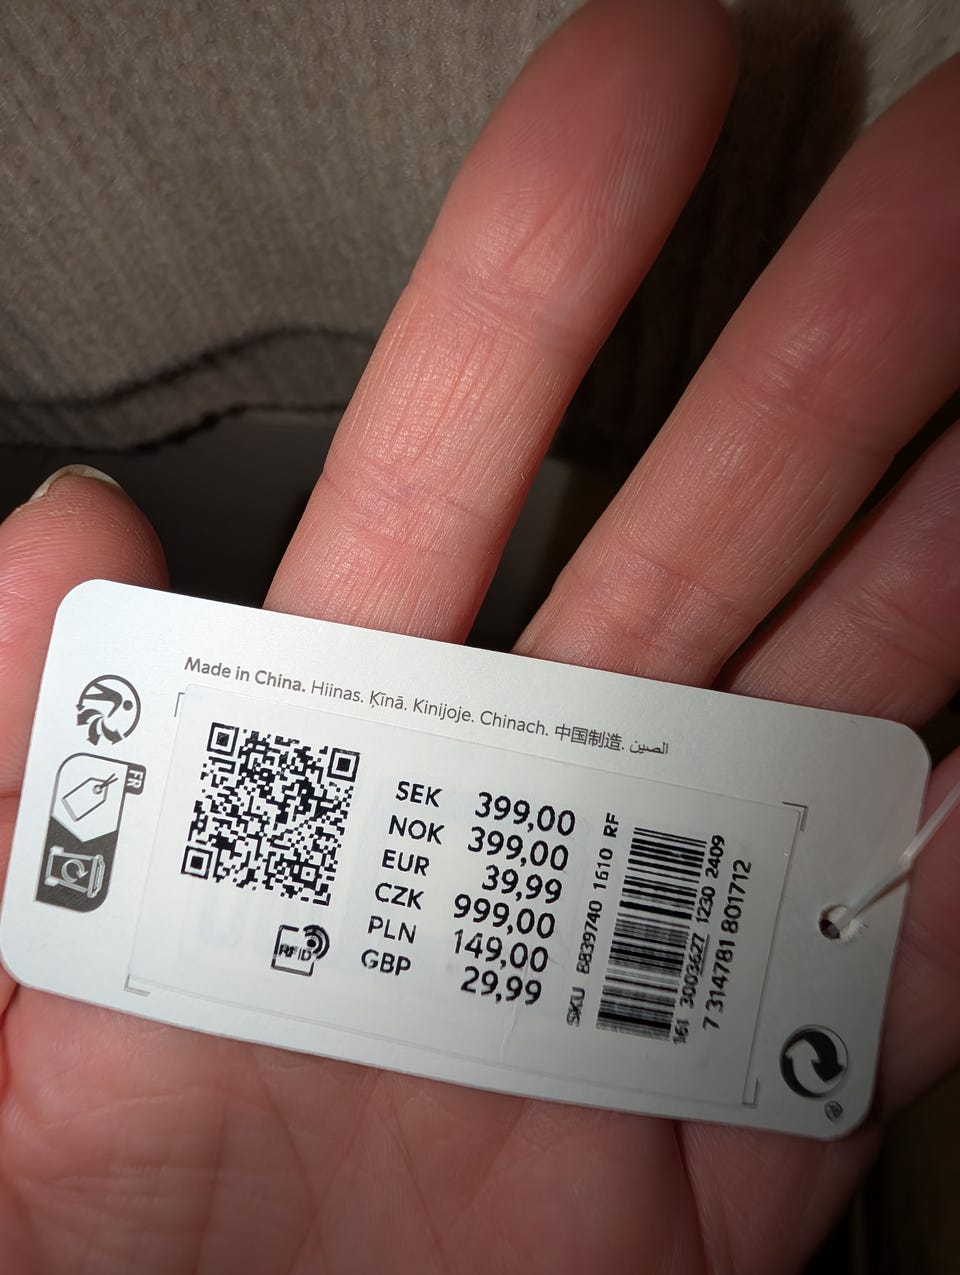 Made in China. Hiinas. Ķīnā. Kinijoje. Chinach. 中国制造. الصين
FR
SEK 399,00
NOK 399,00
EUR 39,99
CZK 999,00
PLN 149,00
GBP 29,99
RFID
SKU B839740 1610 RF
161 3003627 1230 2409
7 314781 801712